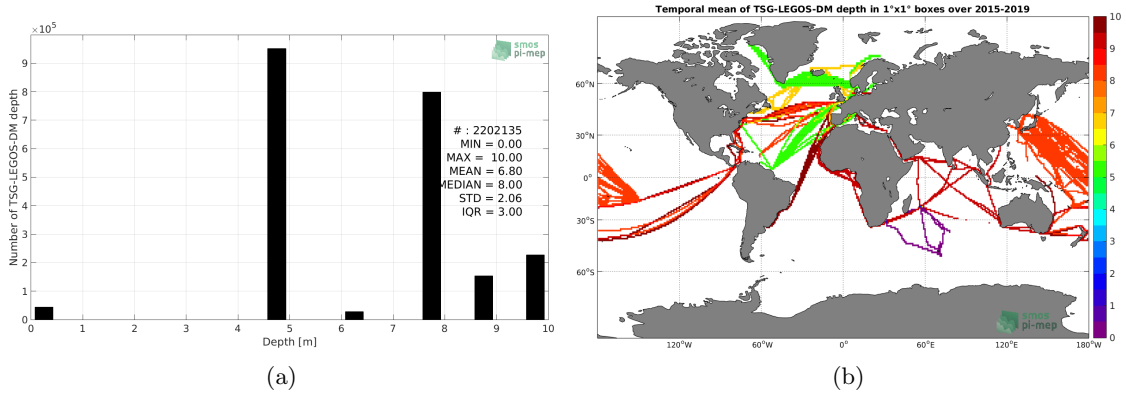 ×10^5
9
8
7
6
5
4
3
2
1
0
Number of TSG-LEGOS-DM depth
smos
pi-mep
# : 2202135
MIN = 0.00
MAX = 10.00
MEAN = 6.80
MEDIAN = 8.00
STD = 2.06
IQR = 3.00
0 1 2 3 4 5 6 7 8 9 10
Depth [m]
(a)
Temporal mean of TSG-LEGOS-DM depth in 1°x1° boxes over 2015-2019
60°N
30°N
0°
30°S
60°S
120°W 60°W 0° 60°E 120°E 180°W
smos
pi-mep
10
9
8
7
6
5
4
3
2
1
0
(b)